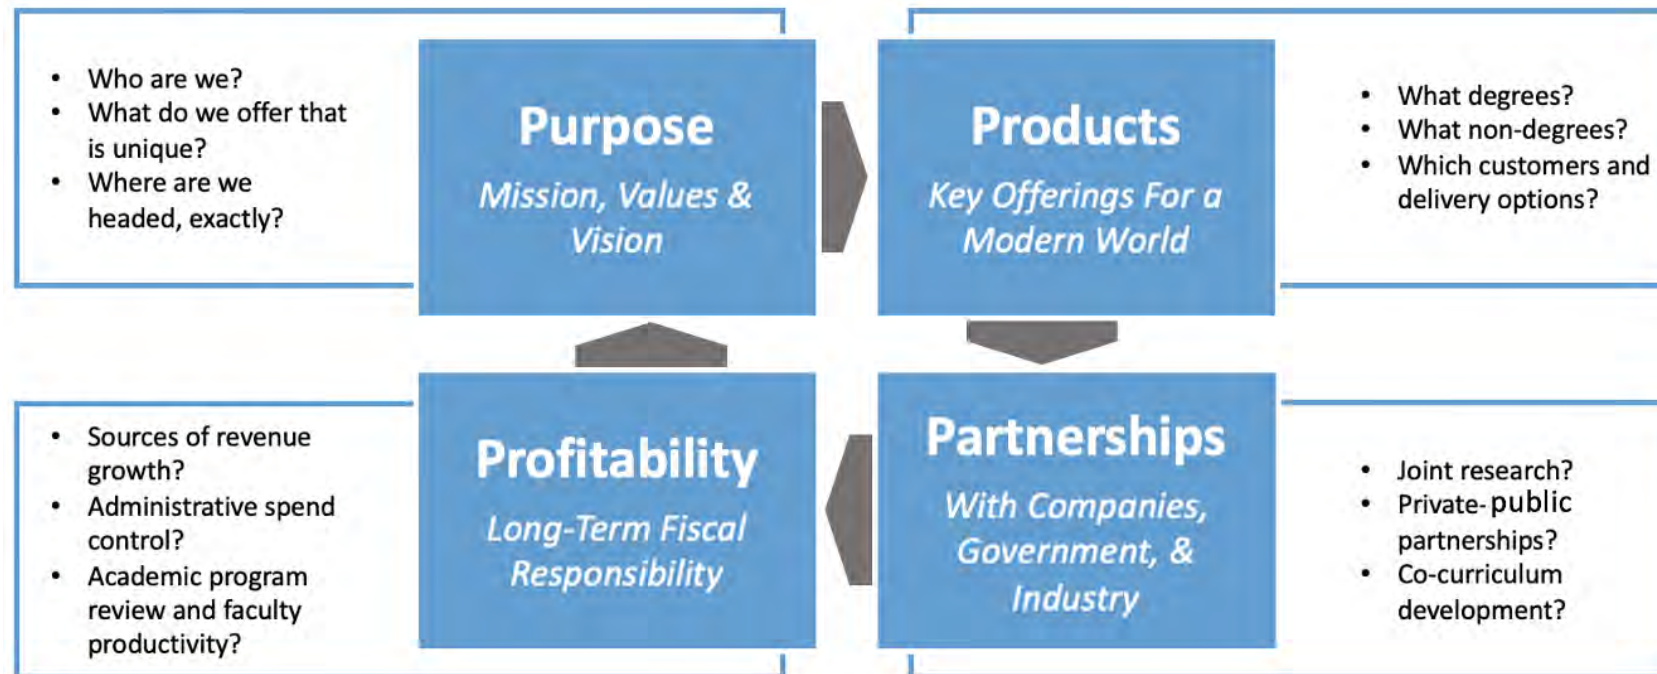 • Who are we?
• What do we offer that
is unique?
• Where are we
headed, exactly?
Purpose
Mission, Values &
Vision
Products
Key Offerings For a
Modern World
• What degrees?
• What non-degrees?
• Which customers and
delivery options?
• Sources of revenue
growth?
• Administrative spend
control?
• Academic program
review and faculty
productivity?
Profitability
Long-Term Fiscal
Responsibility
Partnerships
With Companies,
Government, &
Industry
• Joint research?
• Private-public
partnerships?
• Co-curriculum
development?